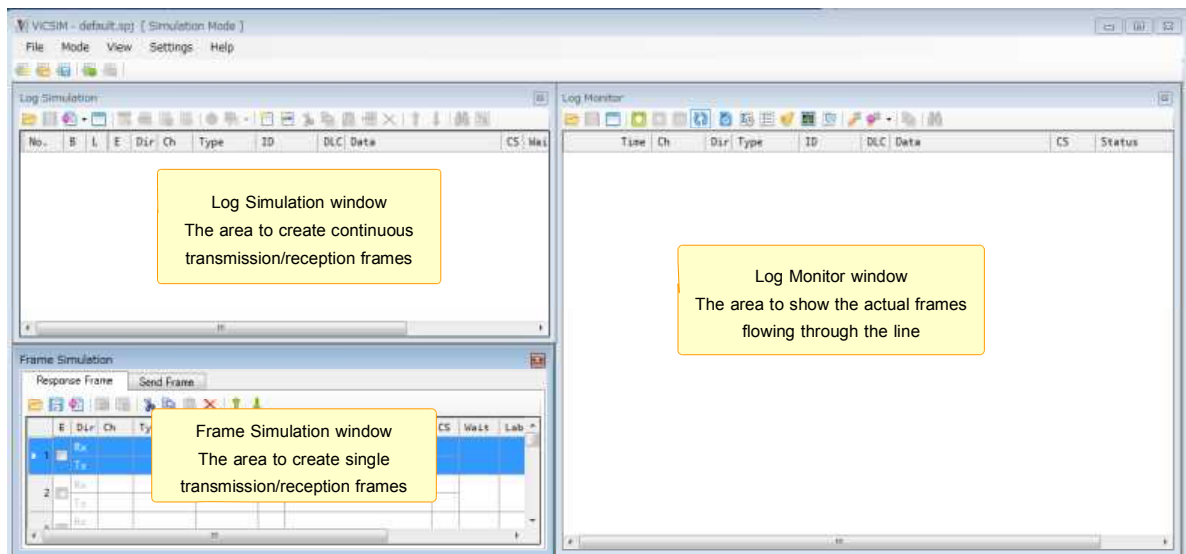 ViCSIM - default.spj [ Simulation Mode ]
File Mode View Settings Help
Log Simulation
No. B L E Dir Ch Type ID DLC Data CS Wai
Log Simulation window
The area to create continuous
transmission/reception frames
Frame Simulation
Response Frame Send Frame
E Dir Ch Ty CS Wait Lab
1 Rx
Tx
2 Rx
Tx
Rx
Frame Simulation window
The area to create single
transmission/reception frames
Log Monitor
Time Ch Dir Type ID DLC Data CS Status
Log Monitor window
The area to show the actual frames
flowing through the line